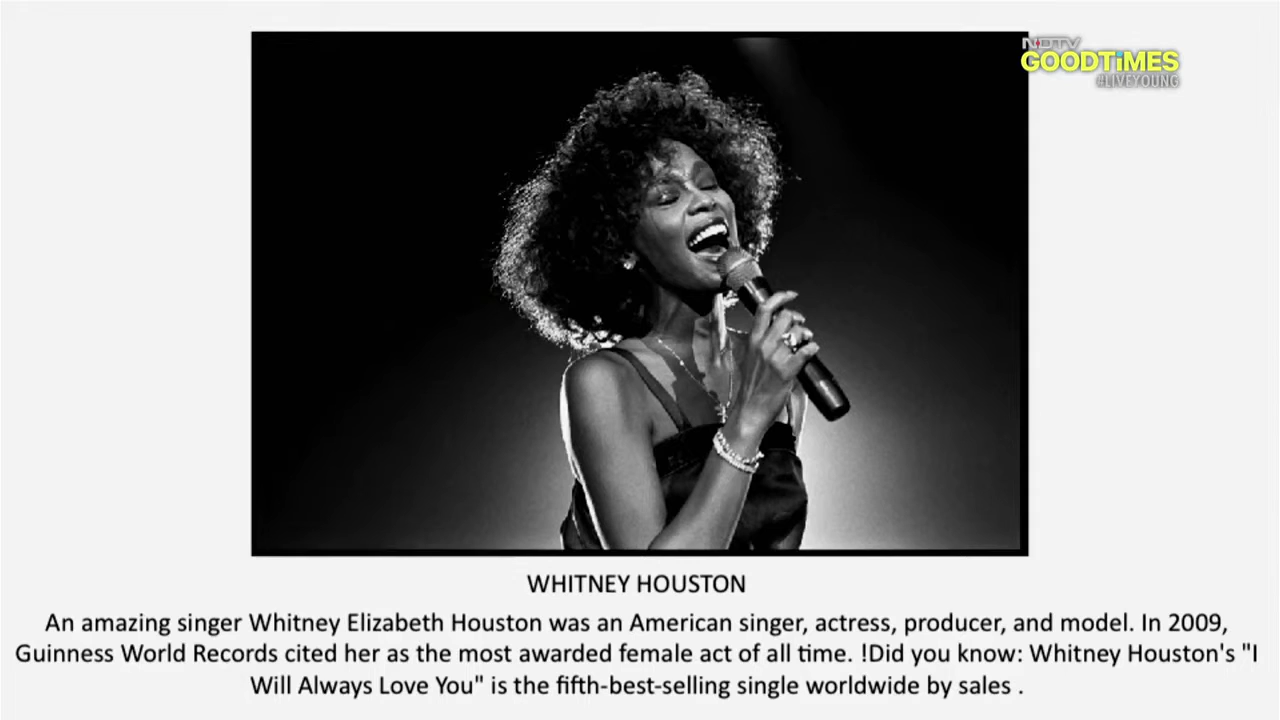 NDTV
GOODTiMES
#LIVEYOUNG
WHITNEY HOUSTON
An amazing singer Whitney Elizabeth Houston was an American singer, actress, producer, and model. In 2009,
Guinness World Records cited her as the most awarded female act of all time. !Did you know: Whitney Houston's "I
Will Always Love You" is the fifth-best-selling single worldwide by sales .